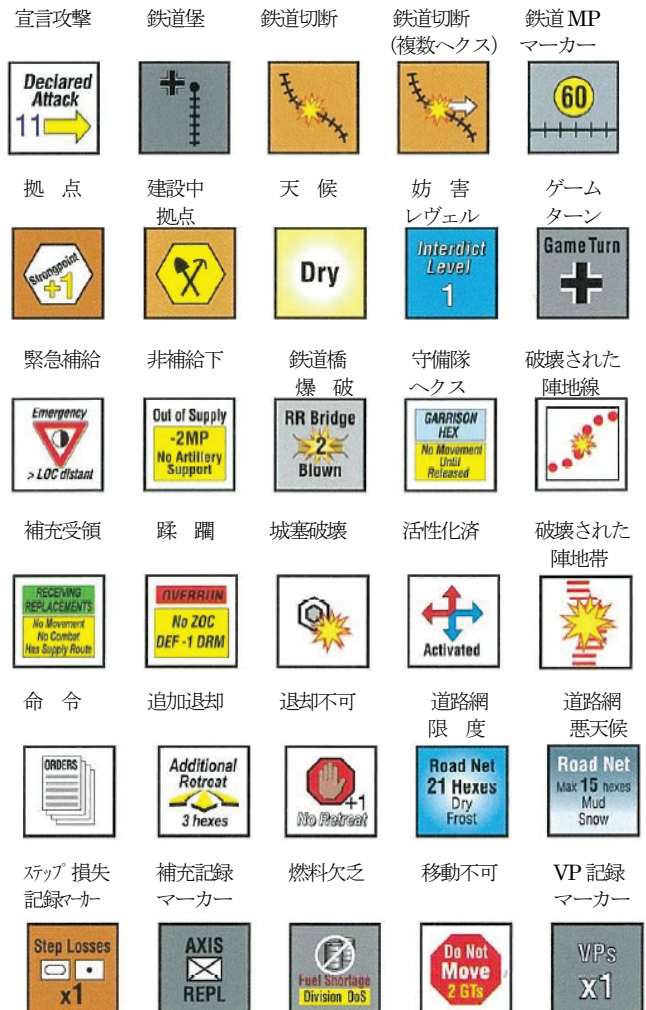 宣言攻撃 鉄道堡 鉄道切断 鉄道切断 鉄道 MP
(複数ヘクス) マーカー
Declared
Attack
11
60
拠 点 建設中 天 候 妨 害 ゲーム
拠点 レヴェル ターン
Strongpoint
+1
Dry
Interdict
Level
1
Game Turn
緊急補給 非補給下 鉄道橋 守備隊 破壊された
爆 破 ヘクス 陣地線
Emergency
> LOC distant
Out of Supply
-2MP
No Artillery
Support
RR Bridge
2
Blown
GARRISON
HEX
No Movement
Until
Released
補充受領 蹂 躙 城塞破壊 活性化済 破壊された
陣地帯
RECEIVING
REPLACEMENTS
No Movement
No Combat
Has Supply Route
OVERRUN
No ZOC
DEF -1 DRM
Activated
命 令 追加退却 退却不可 道路網 道路網
限 度 悪天候
ORDERS
Additional
Retreat
3 hexes
+1
No Retreat
Road Net
21 Hexes
Dry
Frost
Road Net
Max 15 hexes
Mud
Snow
ステップ 損失 補充記録 燃料欠乏 移動不可 VP 記録
記録マーカー マーカー マーカー
Step Losses
x1
AXIS
REPL
Fuel Shortage
Division OoS
Do Not
Move
2 GTs
VPs
x1